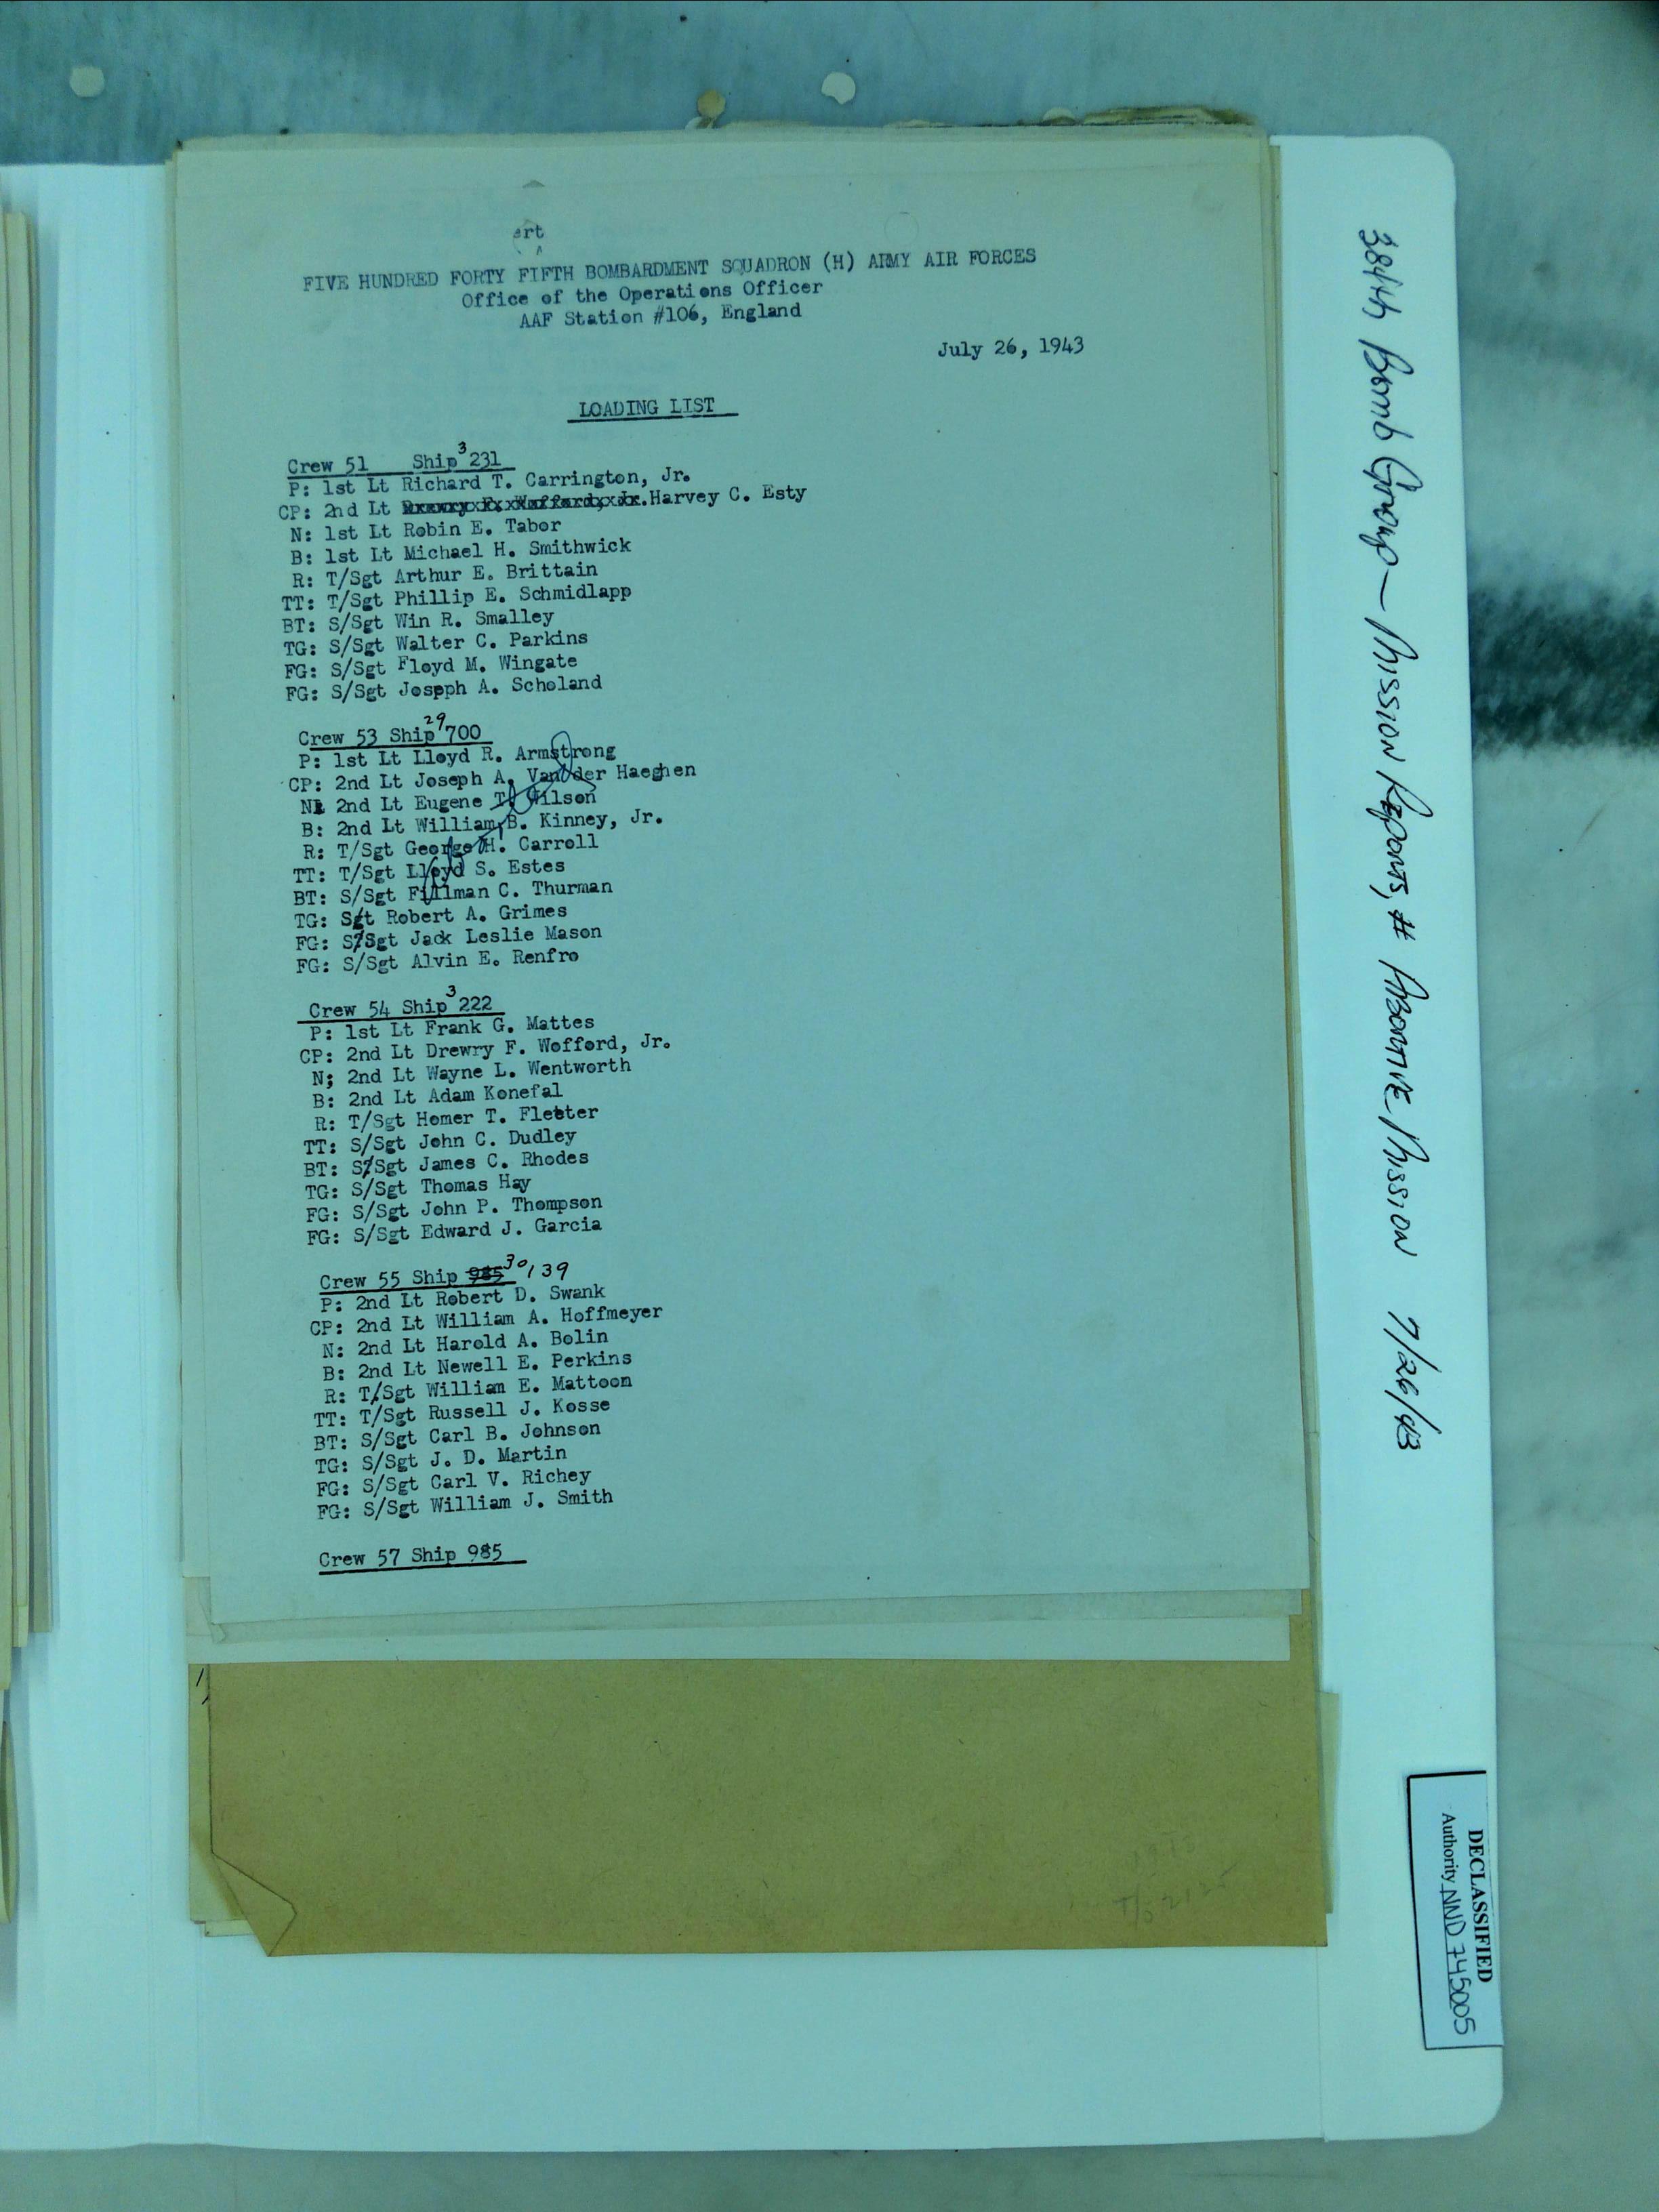 ert
FIVE HUNDRED FORTY FIFTH BOMBARDMENT SQUADRON (H) ARMY AIR FORCES
Office of the Operations Officer
AAF Station #106, England
July 26, 1943
LOADING LIST
Crew 51 Ship 3 231
P: 1st Lt Richard T. Carrington, Jr.
CP: 2nd Lt Harvey C. Esty
N: 1st Lt Robin E. Tabor
B: 1st Lt Michael H. Smithwick
R: T/Sgt Arthur E. Brittain
TT: T/Sgt Phillip E. Schmidlapp
BT: S/Sgt Win R. Smalley
TG: S/Sgt Walter C. Parkins
FG: S/Sgt Floyd M. Wingate
FG: S/Sgt Joseph A. Scholand
Crew 53 Ship 29 700
P: 1st Lt Lloyd R. Armstrong
CP: 2nd Lt Joseph A. Van der Haeghen
N: 2nd Lt Eugene T. Wilson
B: 2nd Lt William B. Kinney, Jr.
R: T/Sgt George H. Carroll
TT: T/Sgt Lloyd S. Estes
BT: S/Sgt Fillman C. Thurman
TG: Sgt Robert A. Grimes
FG: S/Sgt Jack Leslie Mason
FG: S/Sgt Alvin E. Renfro
Crew 54 Ship 3 222
P: 1st Lt Frank G. Mattes
CP: 2nd Lt Drewry F. Wofford, Jr.
N; 2nd Lt Wayne L. Wentworth
B: 2nd Lt Adam Konefal
R: T/Sgt Homer T.
TT: S/Sgt John C. Dudley
BT: S/Sgt James C. Rhodes
TG: S/Sgt Thomas Hay
FG: S/Sgt John P. Thompson
FG: S/Sgt Edward J. Garcia
Crew 55 Ship 985 30139
P: 2nd Lt Robert D. Swank
CP: 2nd Lt William A. Hoffmeyer
N: 2nd Lt Harold A. Bolin
B: 2nd Lt Newell E. Perkins
R: T/Sgt William E. Mattoon
TT: T/Sgt Russell J. Kosse
BT: S/Sgt Carl B. Johnson
TG: S/Sgt J. D. Martin
FG: S/Sgt Carl V. Richey
FG: S/Sgt William J. Smith
Crew 57 Ship 985
384th Bomb Group — Mission Reports, # Abortive Mission 7/26/43
DECLASSIFIED
Authority NND 745005